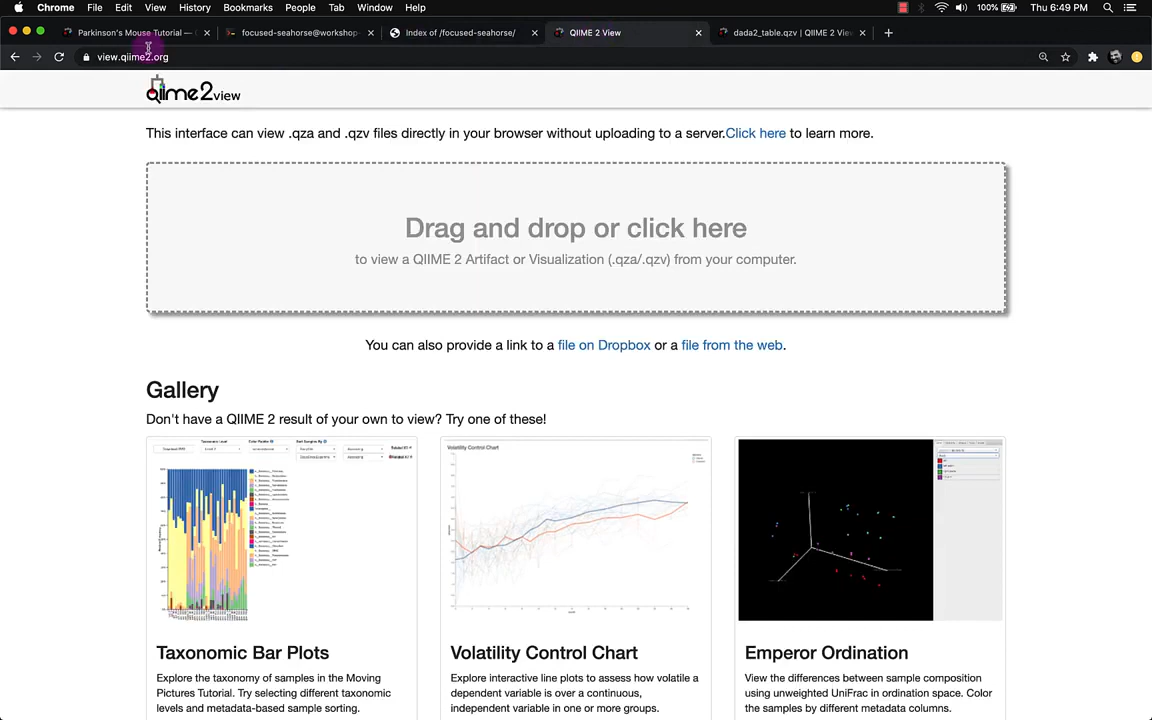 Chrome File Edit View History Bookmarks People Tab Window Help 100% Thu 6:49 PM
Parkinson's Mouse Tutorial — focused-seahorse@workshop- Index of /focused-seahorse/ QIIME 2 View dada2_table.qzv | QIIME 2 View
view.qiime2.org
qiime2view
This interface can view .qza and .qzv files directly in your browser without uploading to a server.Click here to learn more.
Drag and drop or click here
to view a QIIME 2 Artifact or Visualization (.qza/.qzv) from your computer.
You can also provide a link to a file on Dropbox or a file from the web.
Gallery
Don't have a QIIME 2 result of your own to view? Try one of these!
Volatility Control Chart
Taxonomic Bar Plots
Explore the taxonomy of samples in the Moving
Pictures Tutorial. Try selecting different taxonomic
levels and metadata-based sample sorting.
Volatility Control Chart
Explore interactive line plots to assess how volatile a
dependent variable is over a continuous,
independent variable in one or more groups.
Emperor Ordination
View the differences between sample composition
using unweighted UniFrac in ordination space. Color
the samples by different metadata columns.